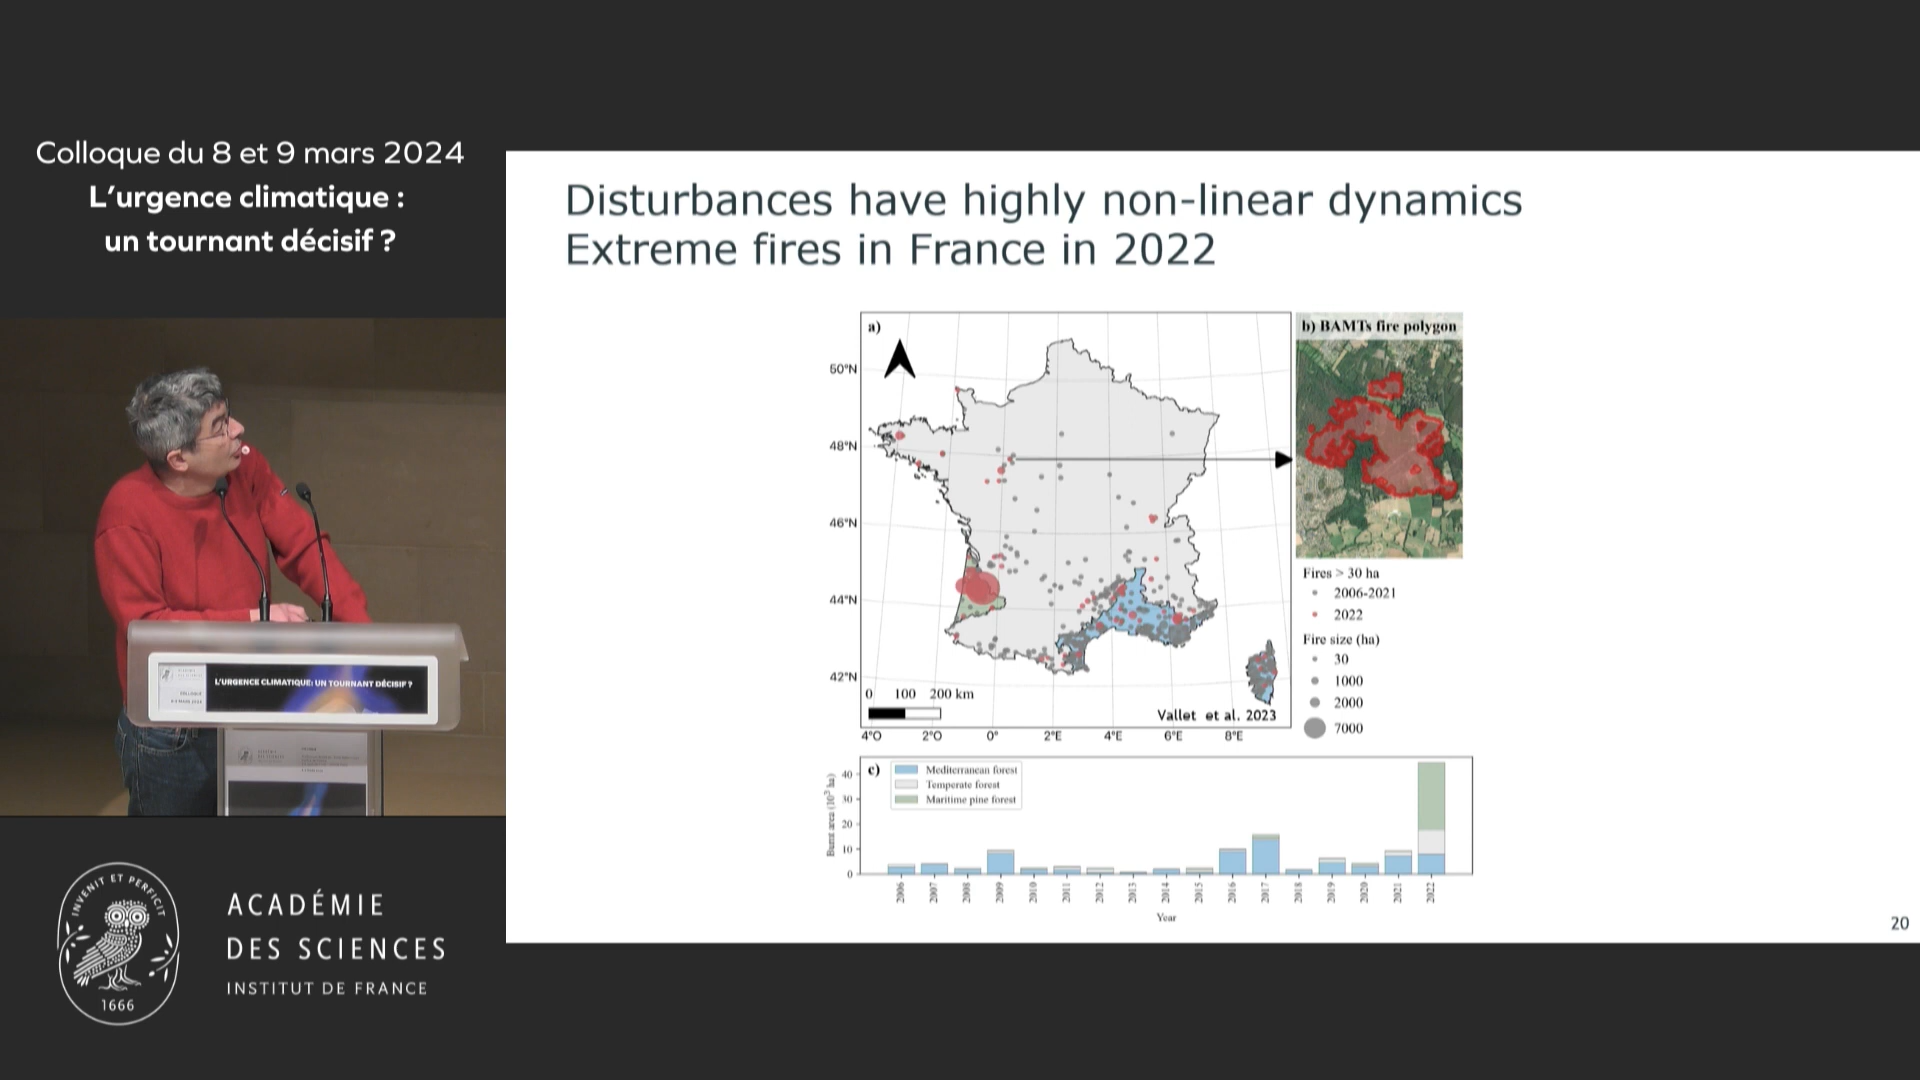 Colloque du 8 et 9 mars 2024
L'urgence climatique :
un tournant décisif ?
Disturbances have highly non-linear dynamics
Extreme fires in France in 2022
a)
b) BAMTs fire polygon
50°N
48°N
46°N
44°N
42°N
0 100 200 km
Vallet et al. 2023
4°O 2°O 0° 2°E 4°E 6°E 8°E
Fires > 30 ha
2006-2021
2022
Fire size (ha)
30
1000
2000
7000
c)
Mediterranean forest
Temperate forest
Maritime pine forest
Burnt area (10³ ha)
40
30
20
10
0
2006 2007 2008 2009 2010 2011 2012 2013 2014 2015 2016 2017 2018 2019 2020 2021 2022
Year
20
L'URGENCE CLIMATIQUE: UN TOURNANT DÉCISIF ?
INVENIT ET PERFICIT
1666
ACADÉMIE
DES SCIENCES
INSTITUT DE FRANCE